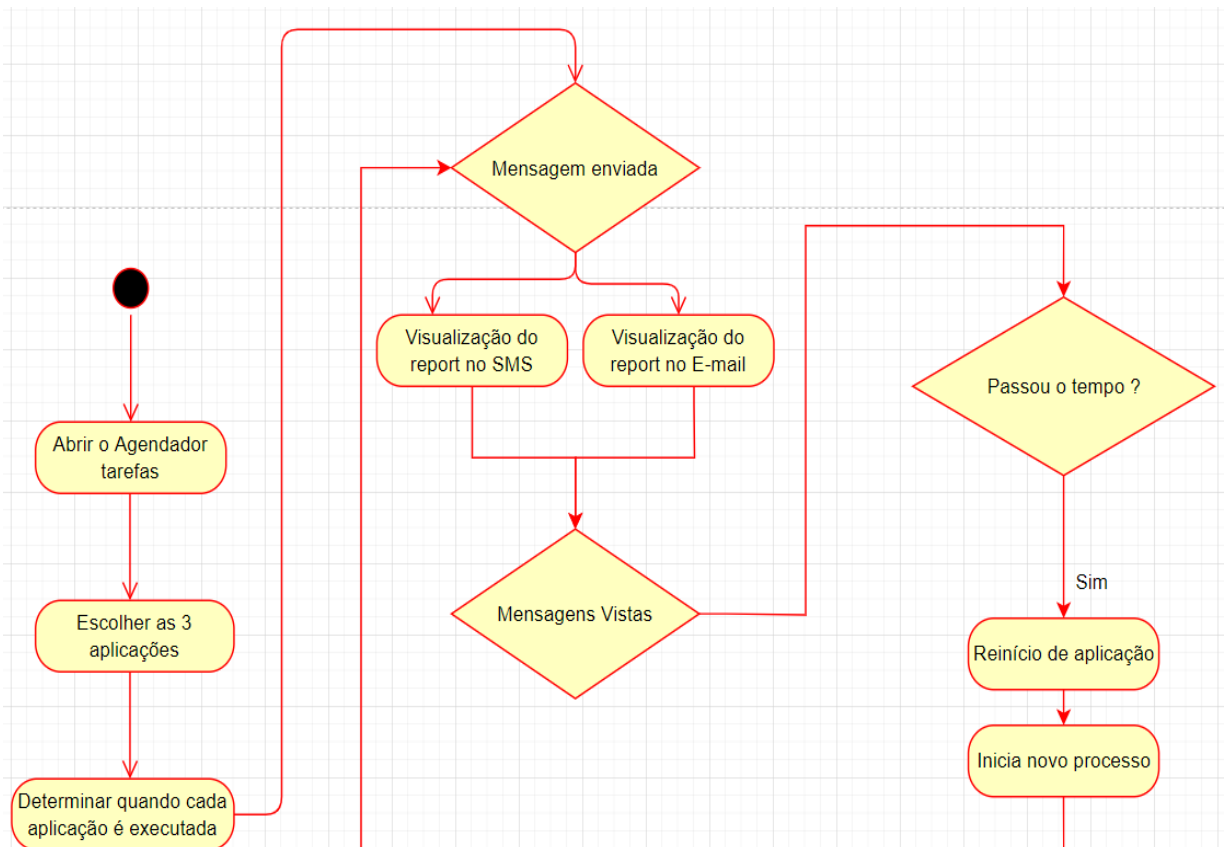 Mensagem enviada
Visualização do
report no SMS
Visualização do
report no E-mail
Passou o tempo ?
Abrir o Agendador
tarefas
Sim
Escolher as 3
aplicações
Mensagens Vistas
Reinício de aplicação
Inicia novo processo
Determinar quando cada
aplicação é executada